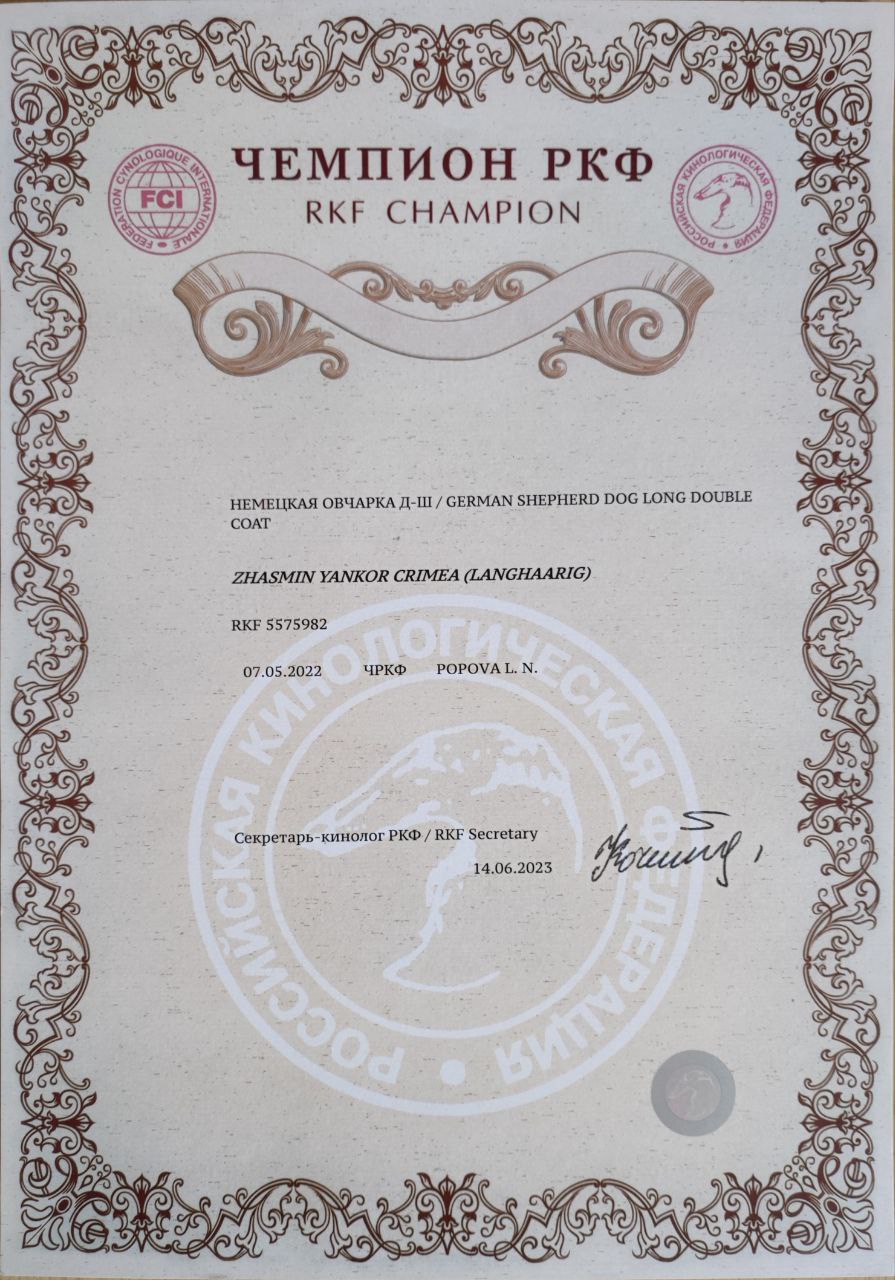 ЧЕМПИОН РКФ
RKF CHAMPION
FEDERATION CYNOLOGIQUE INTERNATIONALE
FCI
РОССИЙСКАЯ КИНОЛОГИЧЕСКАЯ ФЕДЕРАЦИЯ
НЕМЕЦКАЯ ОВЧАРКА Д-Ш / GERMAN SHEPHERD DOG LONG DOUBLE
COAT
ZHASMIN YANKOR CRIMEA (LANGHAARIG)
RKF 5575982
07.05.2022 ЧРКФ POPOVA L. N.
РОССИЙСКАЯ КИНОЛОГИЧЕСКАЯ ФЕДЕРАЦИЯ
Секретарь-кинолог РКФ / RKF Secretary
14.06.2023